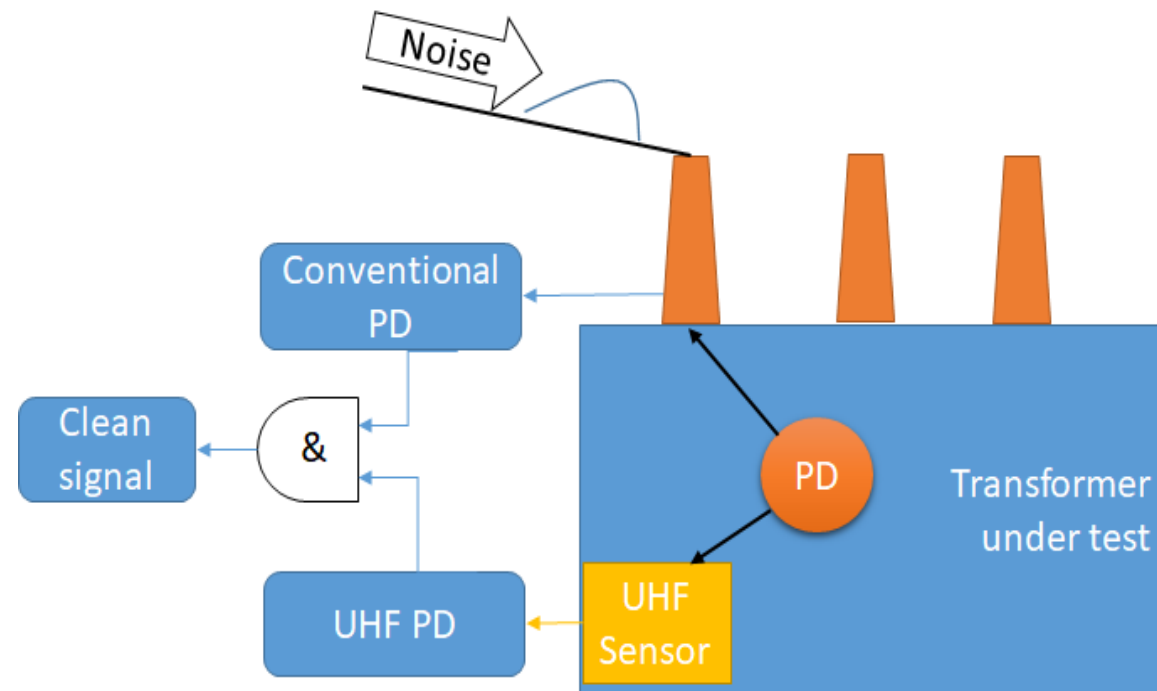 Noise
Conventional
PD
Clean
signal
&
PD
Transformer
under test
UHF PD
UHF
Sensor